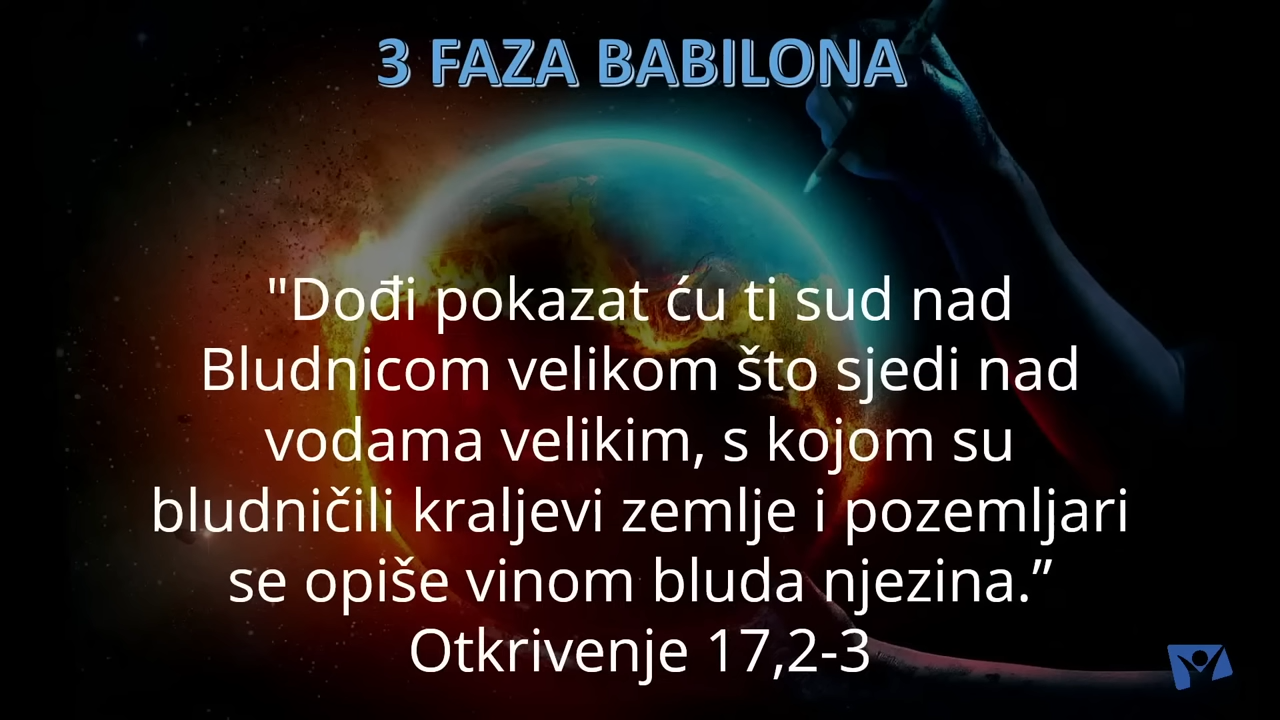 3 FAZA BABILONA
"Dođi pokazat ću ti sud nad
Bludnicom velikom što sjedi nad
vodama velikim, s kojom su
bludničili kraljevi zemlje i pozemljari
se opiše vinom bluda njezina.”
Otkrivenje 17,2-3